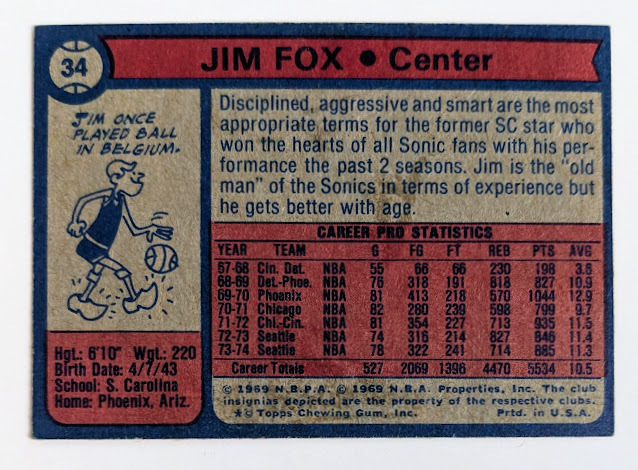 34
JIM FOX • Center
JIM ONCE
PLAYED BALL
IN BELGIUM.
Hgt.: 6'10" Wgt.: 220
Birth Date: 4/7/43
School: S. Carolina
Home: Phoenix, Ariz.
Disciplined, aggressive and smart are the most
appropriate terms for the former SC star who
won the hearts of all Sonic fans with his per-
formance the past 2 seasons. Jim is the "old
man" of the Sonics in terms of experience but
he gets better with age.
CAREER PRO STATISTICS
YEAR TEAM G FG FT REB PTS AVG
67-68 Cin. Det. NBA 55 66 66 230 198 3.6
68-69 Det.-Phoe. NBA 76 318 191 818 827 10.9
69-70 Phoenix NBA 81 413 218 570 1044 12.9
70-71 Chicago NBA 82 280 239 598 799 9.7
71-72 Chi.-Cin. NBA 81 354 227 713 935 11.5
72-73 Seattle NBA 74 316 214 827 846 11.4
73-74 Seattle NBA 78 322 241 714 885 11.3
Career Totals 527 2069 1396 4470 5534 10.5
© 1969 N.B.P.A. © 1969 N.B.A. Properties, Inc. The club
insignias depicted are the property of the respective clubs.
★© Topps Chewing Gum, Inc. Prtd. in U.S.A.